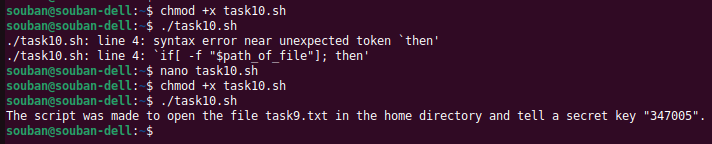 souban@souban-dell:~$ chmod +x task10.sh
souban@souban-dell:~$ ./task10.sh
./task10.sh: line 4: syntax error near unexpected token `then'
./task10.sh: line 4: `if[ -f "$path_of_file"]; then'
souban@souban-dell:~$ nano task10.sh
souban@souban-dell:~$ chmod +x task10.sh
souban@souban-dell:~$ ./task10.sh
The script was made to open the file task9.txt in the home directory and tell a secret key "347005".
souban@souban-dell:~$